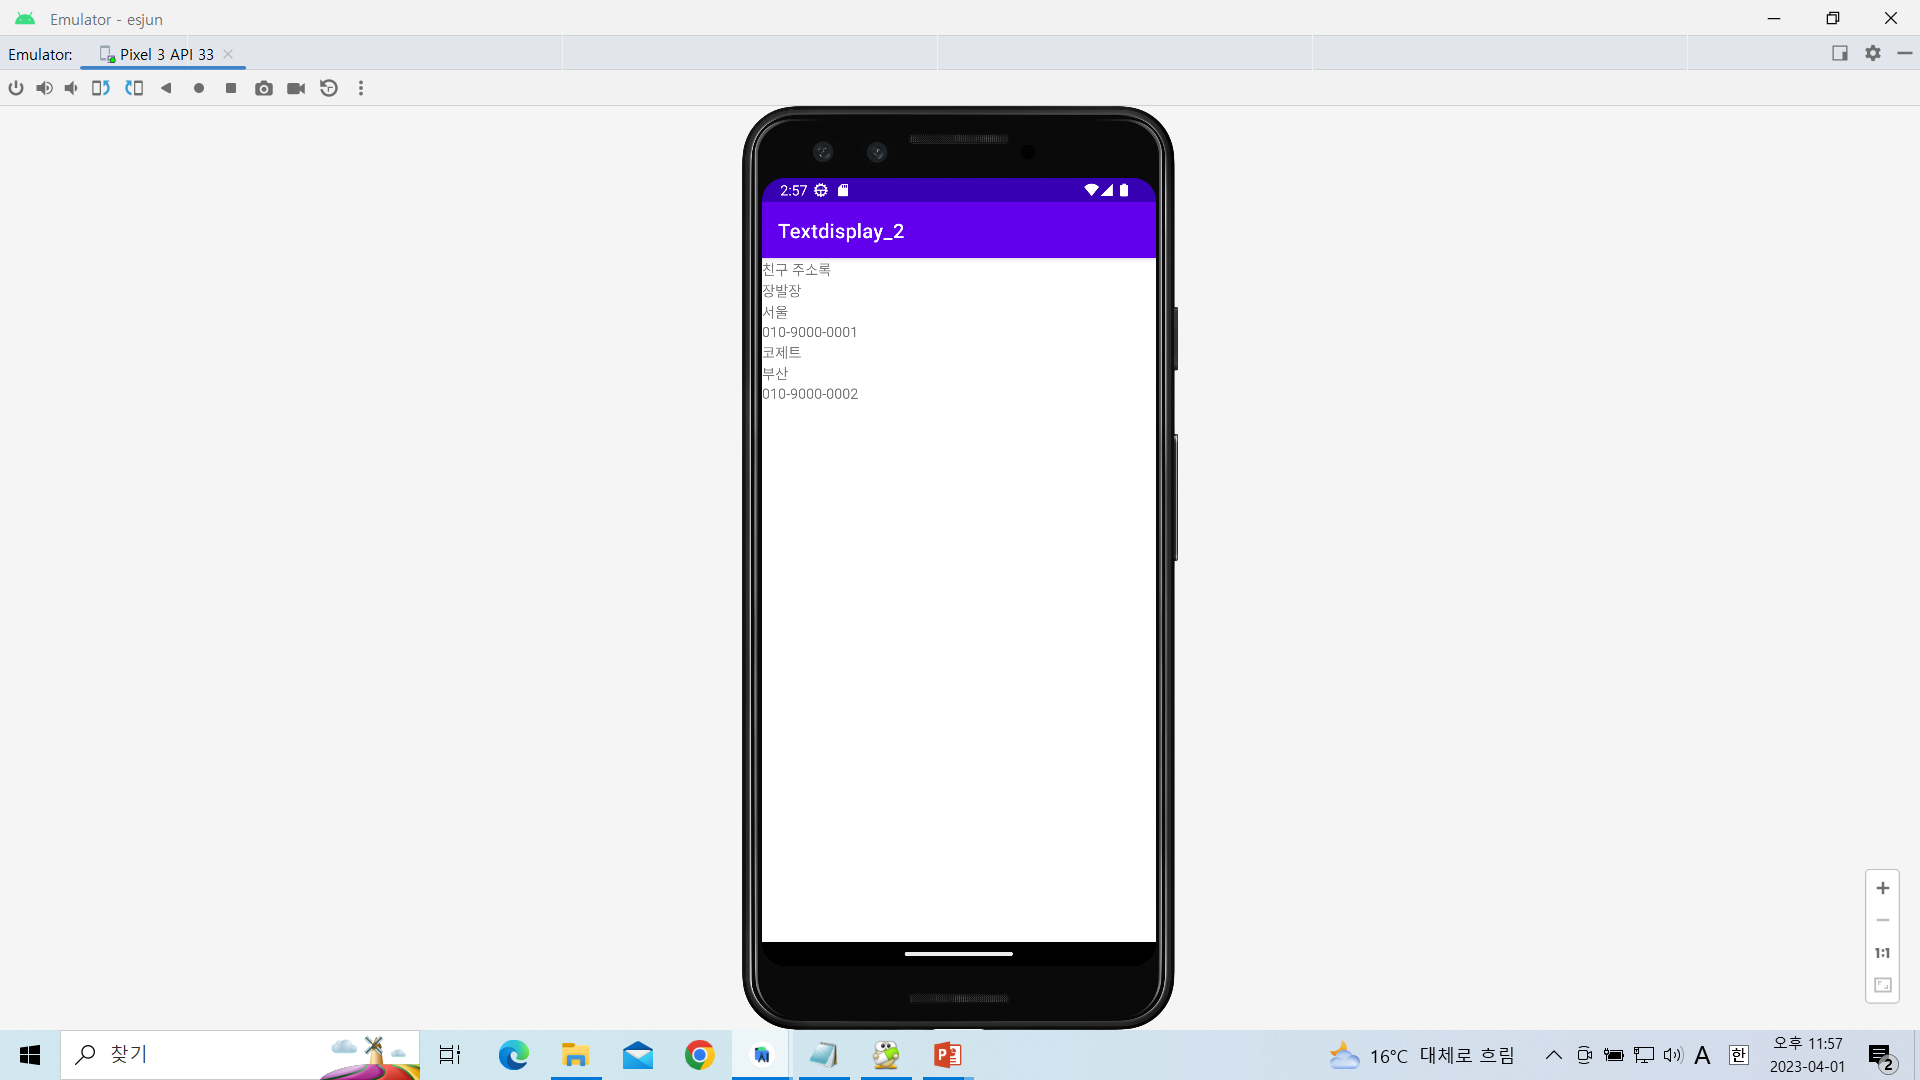 Emulator - esjun
Emulator: Pixel 3 API 33
2:57
Textdisplay_2
친구 주소록
장발장
서울
010-9000-0001
코제트
부산
010-9000-0002
1:1
찾기
16°C 대체로 흐림
A
한
오후 11:57
2023-04-01
2